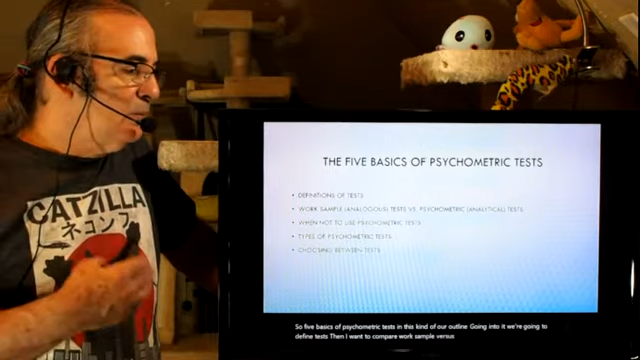 THE FIVE BASICS OF PSYCHOMETRIC TESTS
• DEFINITIONS OF TESTS
• WORK SAMPLE (ANALOGOUS) TESTS VS. PSYCHOMETRIC (ANALYTICAL) TESTS
• WHEN NOT TO USE PSYCHOMETRIC TESTS
• TYPES OF PSYCHOMETRIC TESTS
• CHOOSING BETWEEN TESTS
CATZILLA
ネコンフ
So five basics of psychometric tests in this kind of our outline Going into it we're going to
define tests Then I want to compare work sample versus